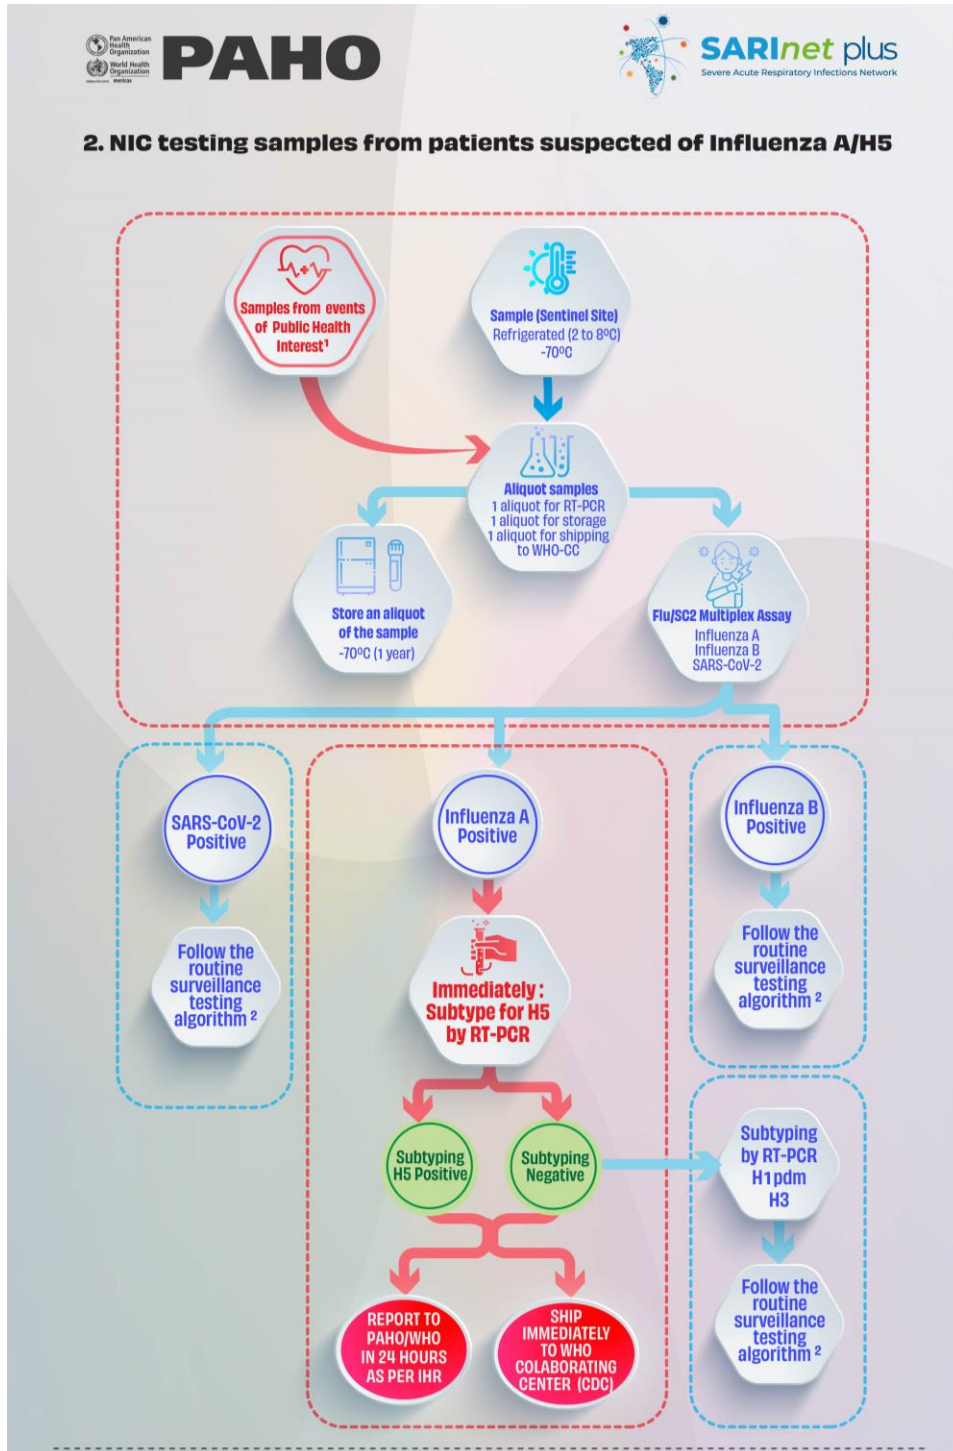 Pan American
Health
Organization
World Health
Organization
PAHO
SARInet plus
Severe Acute Respiratory Infections Network
2. NIC testing samples from patients suspected of Influenza A/H5
Samples from events
of Public Health
Interest¹
Sample (Sentinel Site)
Refrigerated (2 to 8ºC)
-70ºC
Aliquot samples
1 aliquot for RT-PCR
1 aliquot for storage
1 aliquot for shipping
to WHO-CC
Store an aliquot
of the sample
-70ºC (1 year)
Flu/SC2 Multiplex Assay
Influenza A
Influenza B
SARS-CoV-2
SARS-CoV-2
Positive
Influenza A
Positive
Influenza B
Positive
Follow the
routine
surveillance
testing
algorithm ²
Immediately :
Subtype for H5
by RT-PCR
Follow the
routine
surveillance
testing
algorithm ²
Subtyping
H5 Positive
Subtyping
Negative
Subtyping
by RT-PCR
H1pdm
H3
REPORT TO
PAHO/WHO
IN 24 HOURS
AS PER IHR
SHIP
IMMEDIATELY
TO WHO
COLABORATING
CENTER (CDC)
Follow the
routine
surveillance
testing
algorithm ²